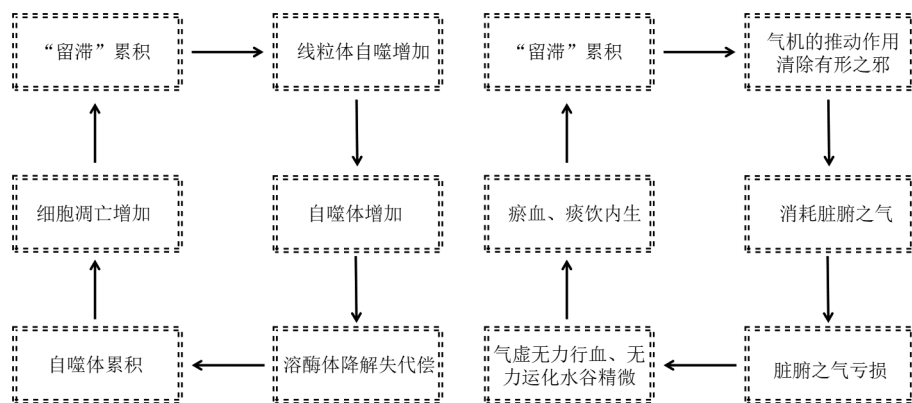 “留滞”累积
线粒体自噬增加
细胞凋亡增加
自噬体增加
自噬体累积
溶酶体降解失代偿
“留滞”累积
气机的推动作用
清除有形之邪
瘀血、痰饮内生
消耗脏腑之气
气虚无力行血、无
力运化水谷精微
脏腑之气亏损